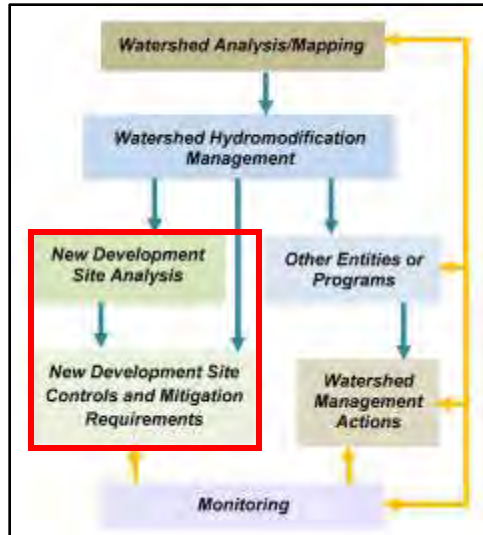 Watershed Analysis/Mapping
Watershed Hydromodification
Management
New Development
Site Analysis
Other Entities or
Programs
New Development Site
Controls and Mitigation
Requirements
Watershed
Management
Actions
Monitoring